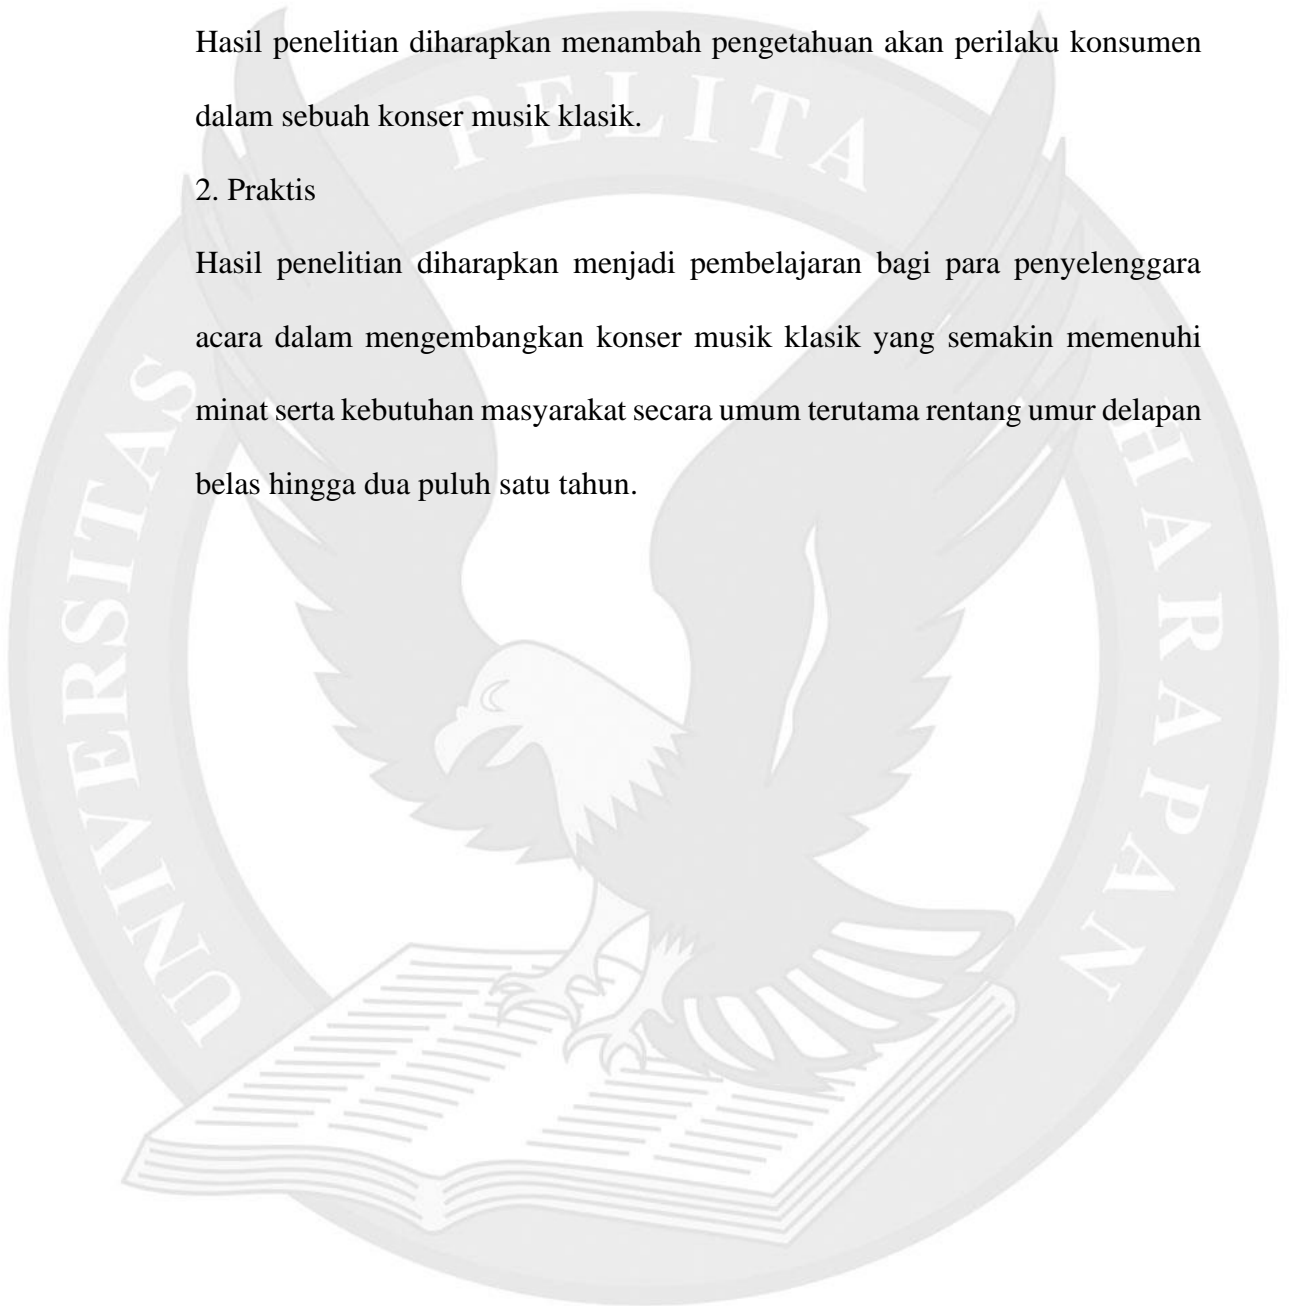 Hasil penelitian diharapkan menambah pengetahuan akan perilaku konsumen
dalam sebuah konser musik klasik.
2. Praktis
Hasil penelitian diharapkan menjadi pembelajaran bagi para penyelenggara
acara dalam mengembangkan konser musik klasik yang semakin memenuhi
minat serta kebutuhan masyarakat secara umum terutama rentang umur delapan
belas hingga dua puluh satu tahun.
UNIVERSITAS PELITA HARAPAN